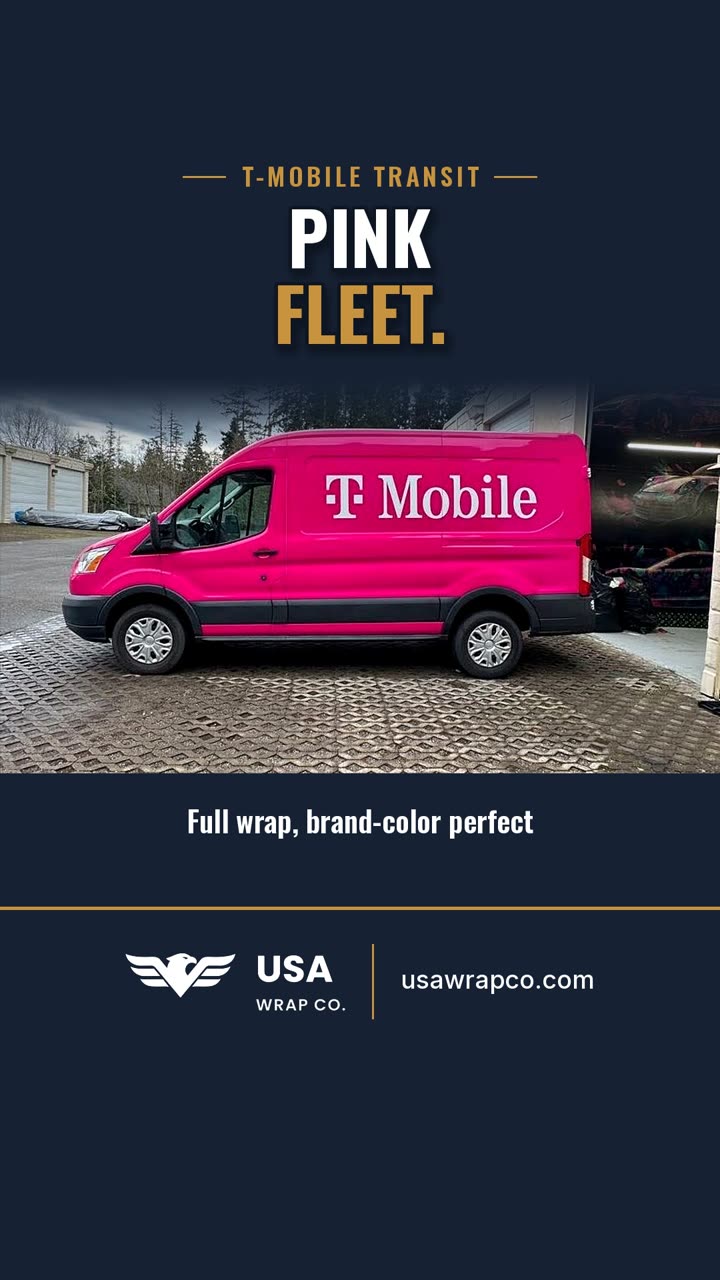 T-MOBILE TRANSIT
PINK
FLEET.
T Mobile
Full wrap, brand-color perfect
USA
WRAP CO.
usawrapco.com